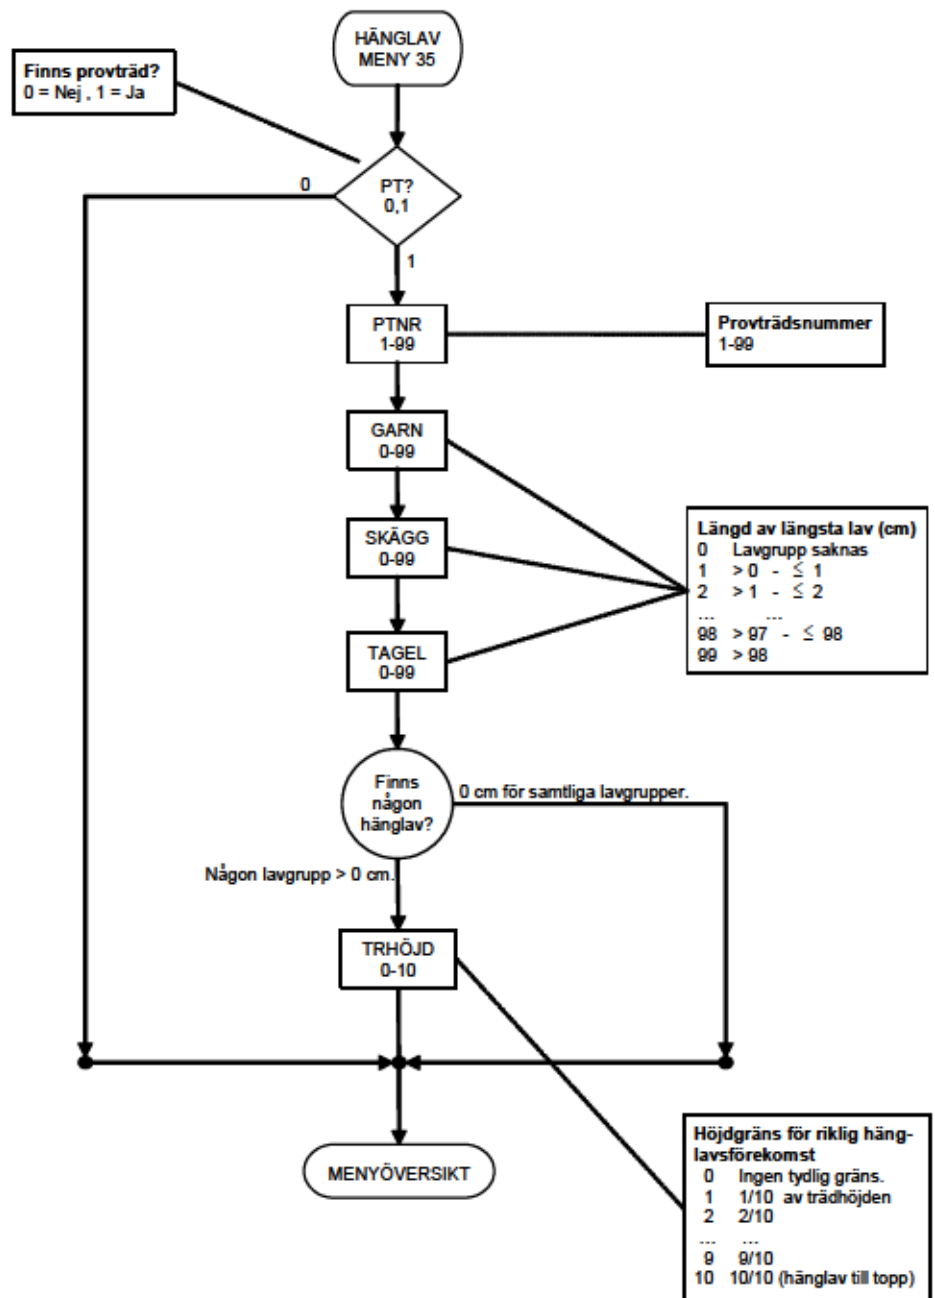 HÄNGLAV
MENY 35
Finns provträd?
0 = Nej , 1 = Ja
0
PT?
0,1
1
PTNR
1-99
Provträdsnummer
1-99
GARN
0-99
SKÄGG
0-99
TAGEL
0-99
Längd av längsta lav (cm)
0 Lavgrupp saknas
1 > 0 - ≤ 1
2 > 1 - ≤ 2
... ...
98 > 97 - ≤ 98
99 > 98
Finns
någon
hänglav?
0 cm för samtliga lavgrupper.
Någon lavgrupp > 0 cm.
TRHÖJD
0-10
MENYÖVERSIKT
Höjdgräns för riklig häng-
lavsförekomst
0 Ingen tydlig gräns.
1 1/10 av trädhöjden
2 2/10
... ...
9 9/10
10 10/10 (hänglav till topp)